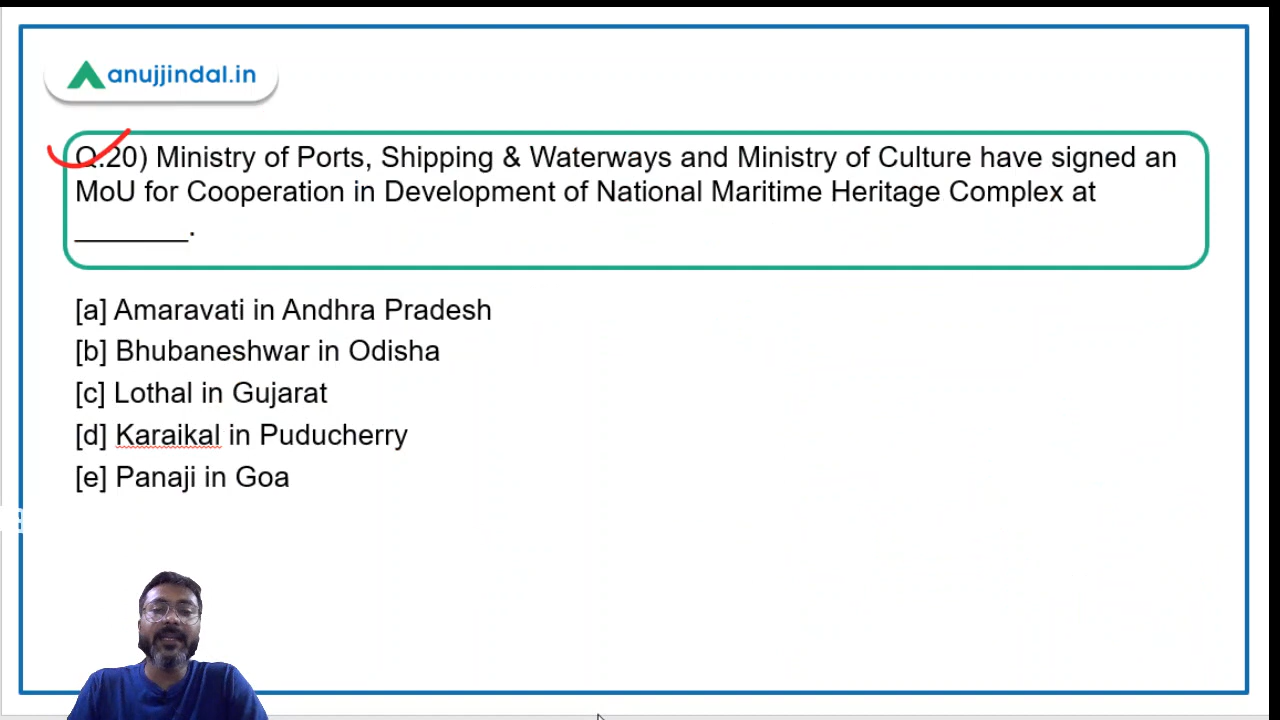 anujjindal.in
Q.20) Ministry of Ports, Shipping & Waterways and Ministry of Culture have signed an
MoU for Cooperation in Development of National Maritime Heritage Complex at
_______.
[a] Amaravati in Andhra Pradesh
[b] Bhubaneshwar in Odisha
[c] Lothal in Gujarat
[d] Karaikal in Puducherry
[e] Panaji in Goa